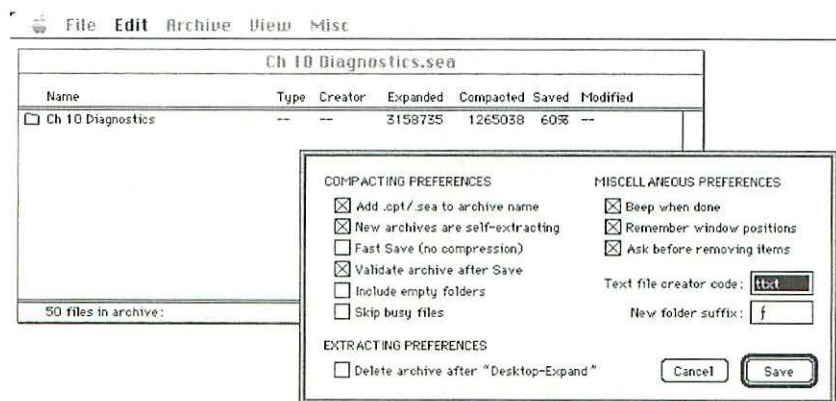 File Edit Archive View Misc
Ch 10 Diagnostics.sea
Name Type Creator Expanded Compacted Saved Modified
Ch 10 Diagnostics -- -- 3158735 1265038 60% --
50 files in archive:
COMPACTING PREFERENCES
Add .cpt/.sea to archive name
New archives are self-extracting
Fast Save (no compression)
Validate archive after Save
Include empty folders
Skip busy files
EXTRACTING PREFERENCES
Delete archive after "Desktop-Expand"
MISCELLANEOUS PREFERENCES
Beep when done
Remember window positions
Ask before removing items
Text file creator code: ttxt
New folder suffix: ƒ
Cancel Save